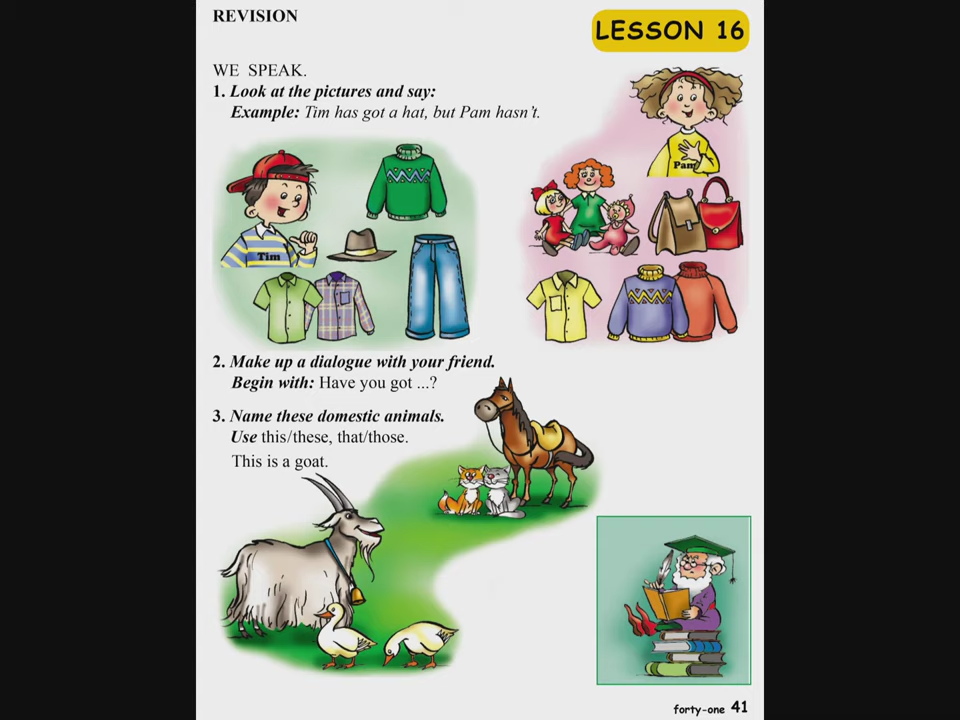 REVISION
LESSON 16
WE SPEAK.
1. Look at the pictures and say:
Example: Tim has got a hat, but Pam hasn't.
Pam
Tim
2. Make up a dialogue with your friend.
Begin with: Have you got ...?
3. Name these domestic animals.
Use this/these, that/those.
This is a goat.
forty-one 41